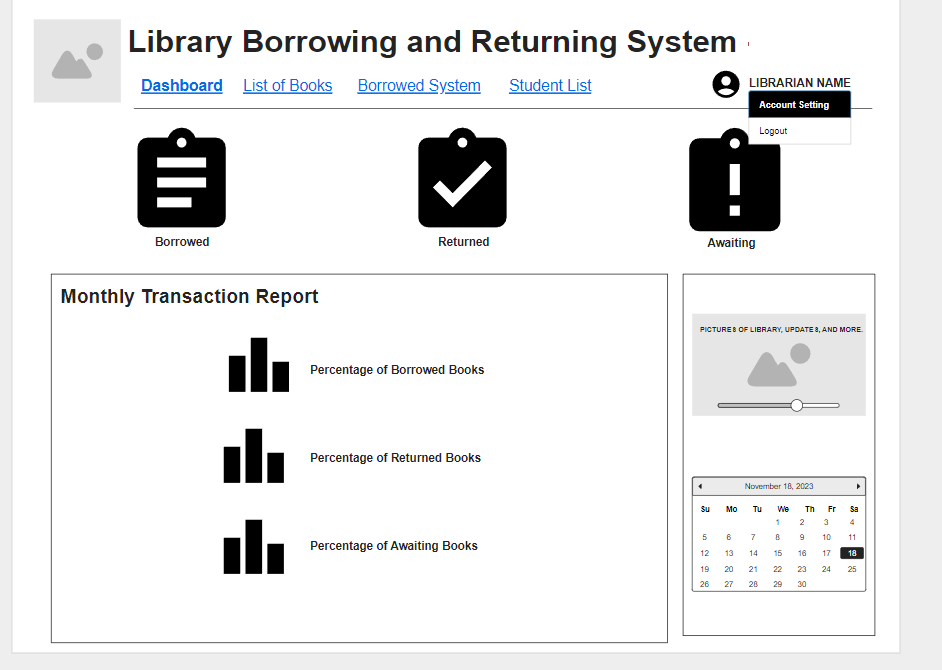 Library Borrowing and Returning System
Dashboard List of Books Borrowed System Student List
LIBRARIAN NAME
Account Setting
Logout
Borrowed Returned Awaiting
Monthly Transaction Report
Percentage of Borrowed Books
Percentage of Returned Books
Percentage of Awaiting Books
PICTURES OF LIBRARY, UPDATES, AND MORE.
November 18, 2023
Su Mo Tu We Th Fr Sa
1 2 3 4
5 6 7 8 9 10 11
12 13 14 15 16 17 18
19 20 21 22 23 24 25
26 27 28 29 30